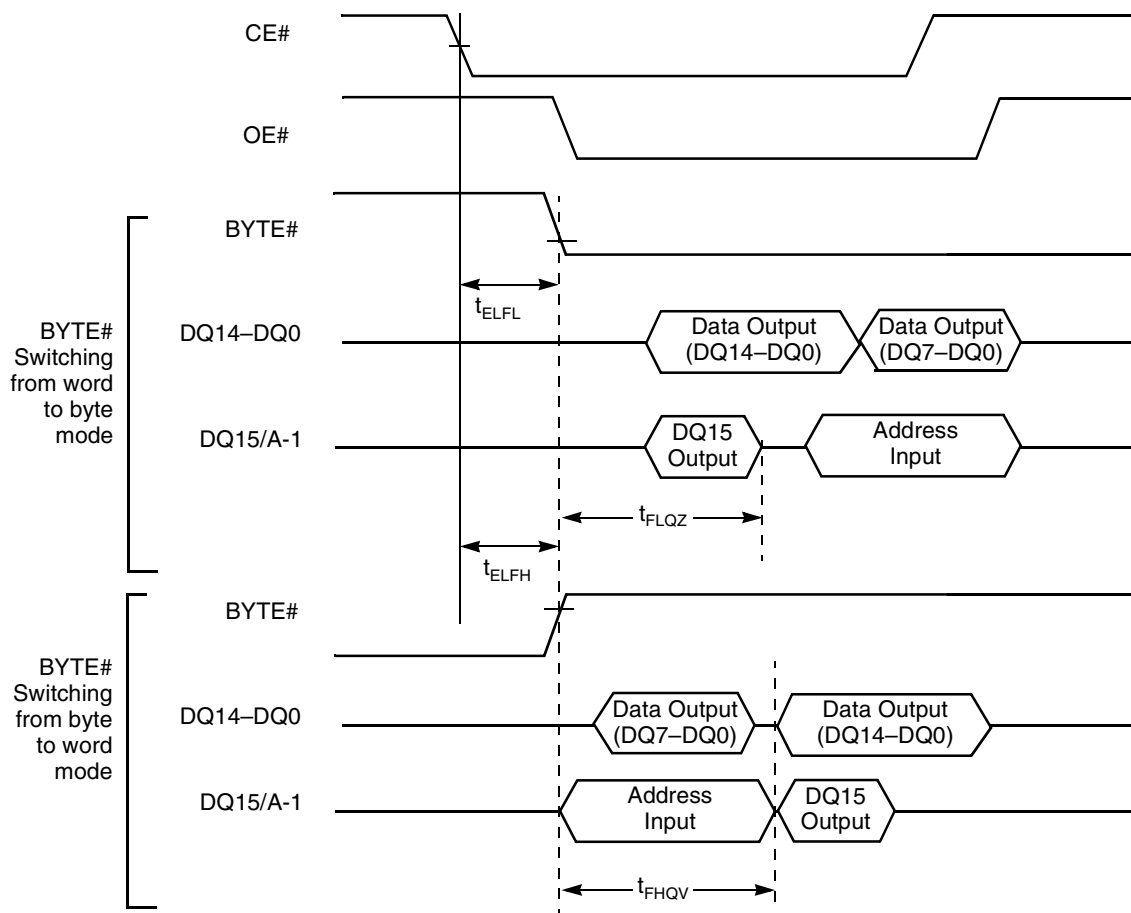 CE#
OE#
BYTE#
tELFL
BYTE#
Switching
from word
to byte
mode
DQ14–DQ0
Data Output
(DQ14–DQ0)
Data Output
(DQ7–DQ0)
DQ15/A-1
DQ15
Output
Address
Input
tFLQZ
tELFH
BYTE#
BYTE#
Switching
from byte
to word
mode
DQ14–DQ0
Data Output
(DQ7–DQ0)
Data Output
(DQ14–DQ0)
DQ15/A-1
Address
Input
DQ15
Output
tFHQV